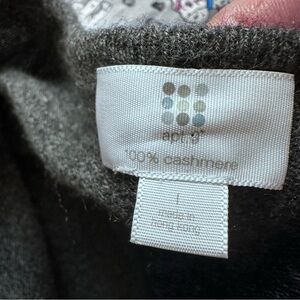 apt. 9®
100% cashmere
l
made in
hong kong